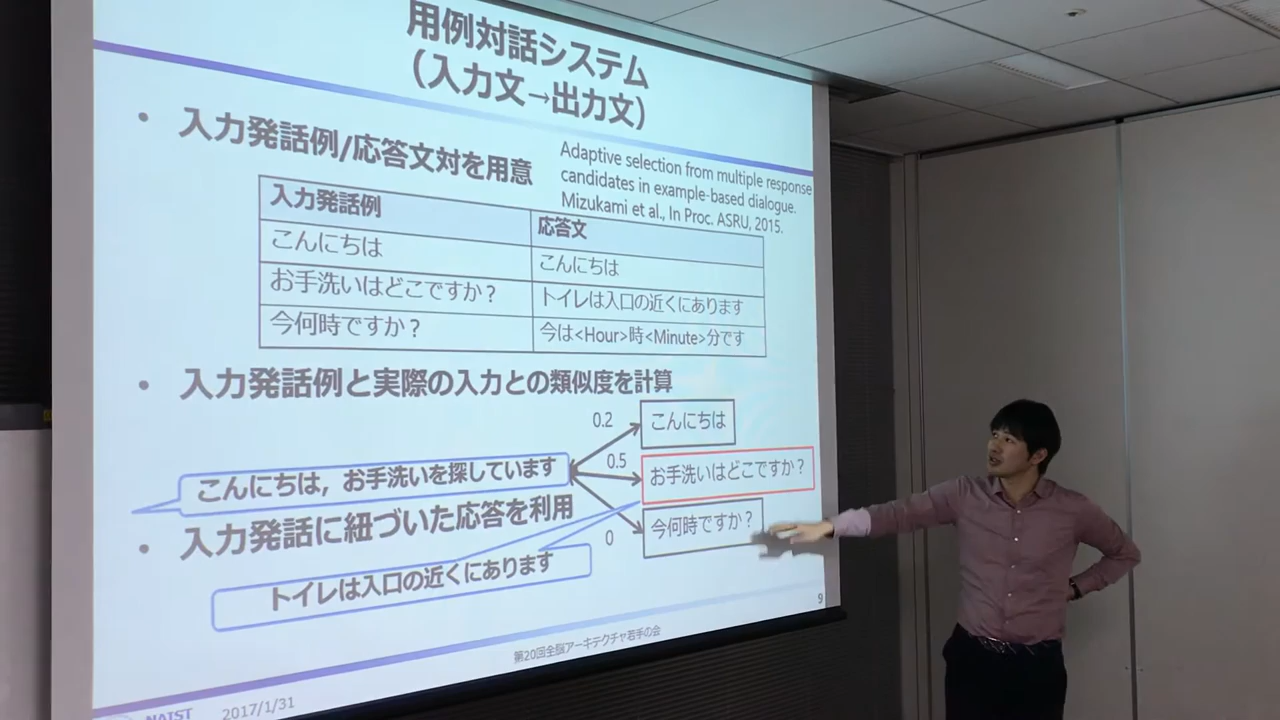 用例対話システム
（入力文→出力文）
• 入力発話例/応答文対を用意
Adaptive selection from multiple response
candidates in example-based dialogue.
Mizukami et al., In Proc. ASRU, 2015.
入力発話例 応答文
こんにちは こんにちは
お手洗いはどこですか？ トイレは入口の近くにあります
今何時ですか？ 今は<Hour>時<Minute>分です
• 入力発話例と実際の入力との類似度を計算
0.2 こんにちは
こんにちは，お手洗いを探しています 0.5 お手洗いはどこですか？
0 今何時ですか？
• 入力発話に紐づいた応答を利用
トイレは入口の近くにあります
9
第20回全脳アーキテクチャ若手の会
NAIST 2017/1/31